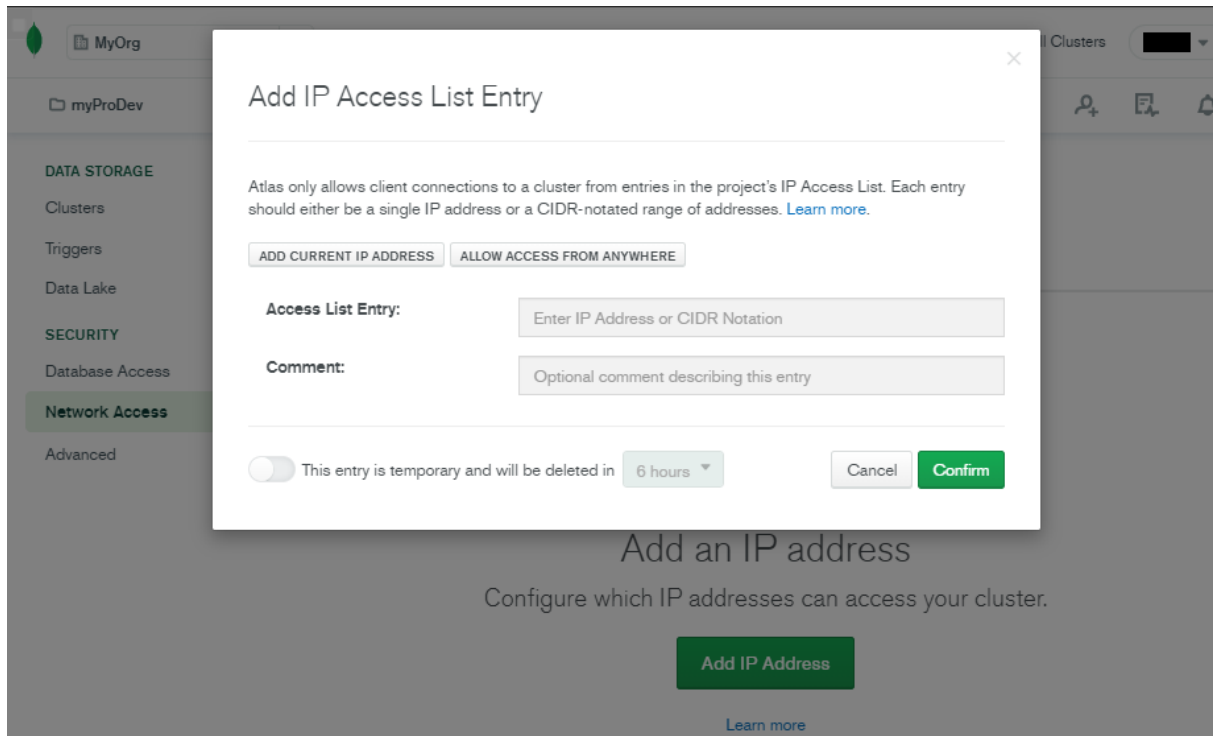 MyOrg
ll Clusters
myProDev
DATA STORAGE
Clusters
Triggers
Data Lake
SECURITY
Database Access
Network Access
Advanced
Add IP Access List Entry
Atlas only allows client connections to a cluster from entries in the project's IP Access List. Each entry
should either be a single IP address or a CIDR-notated range of addresses. Learn more.
ADD CURRENT IP ADDRESS ALLOW ACCESS FROM ANYWHERE
Access List Entry: Enter IP Address or CIDR Notation
Comment: Optional comment describing this entry
This entry is temporary and will be deleted in 6 hours Cancel Confirm
Add an IP address
Configure which IP addresses can access your cluster.
Add IP Address
Learn more